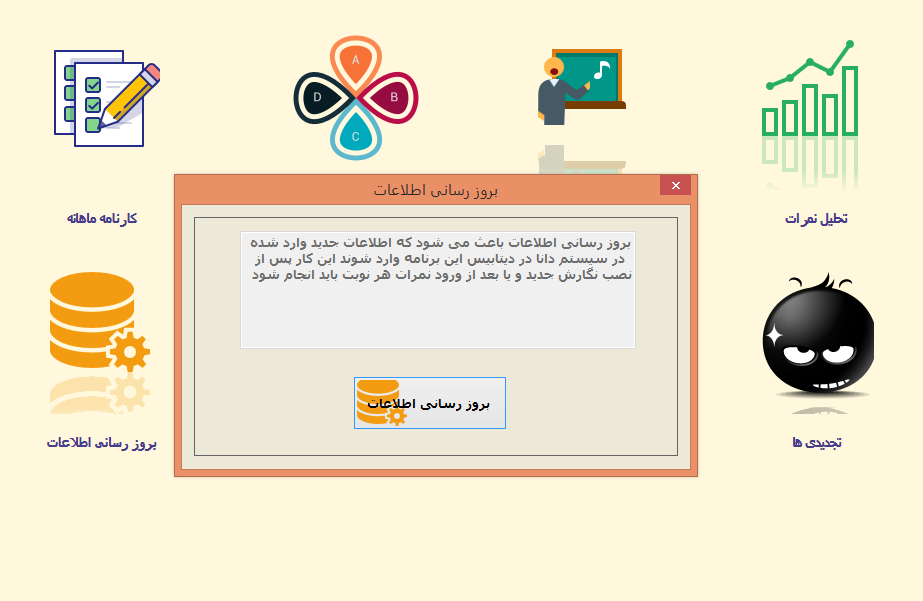 A
B
C
D
بروز رسانی اطلاعات
تحلیل نمرات
کارنامه ماهانه
بروز رسانی اطلاعات باعث می شود که اطلاعات جدید وارد شده
در سیستم دانا در دیتابیس این برنامه وارد شوند این کار پس از
نصب نگارش جدید و یا بعد از ورود نمرات هر نوبت باید انجام شود
بروز رسانی اطلاعات
تجدیدی ها
بروز رسانی اطلاعات